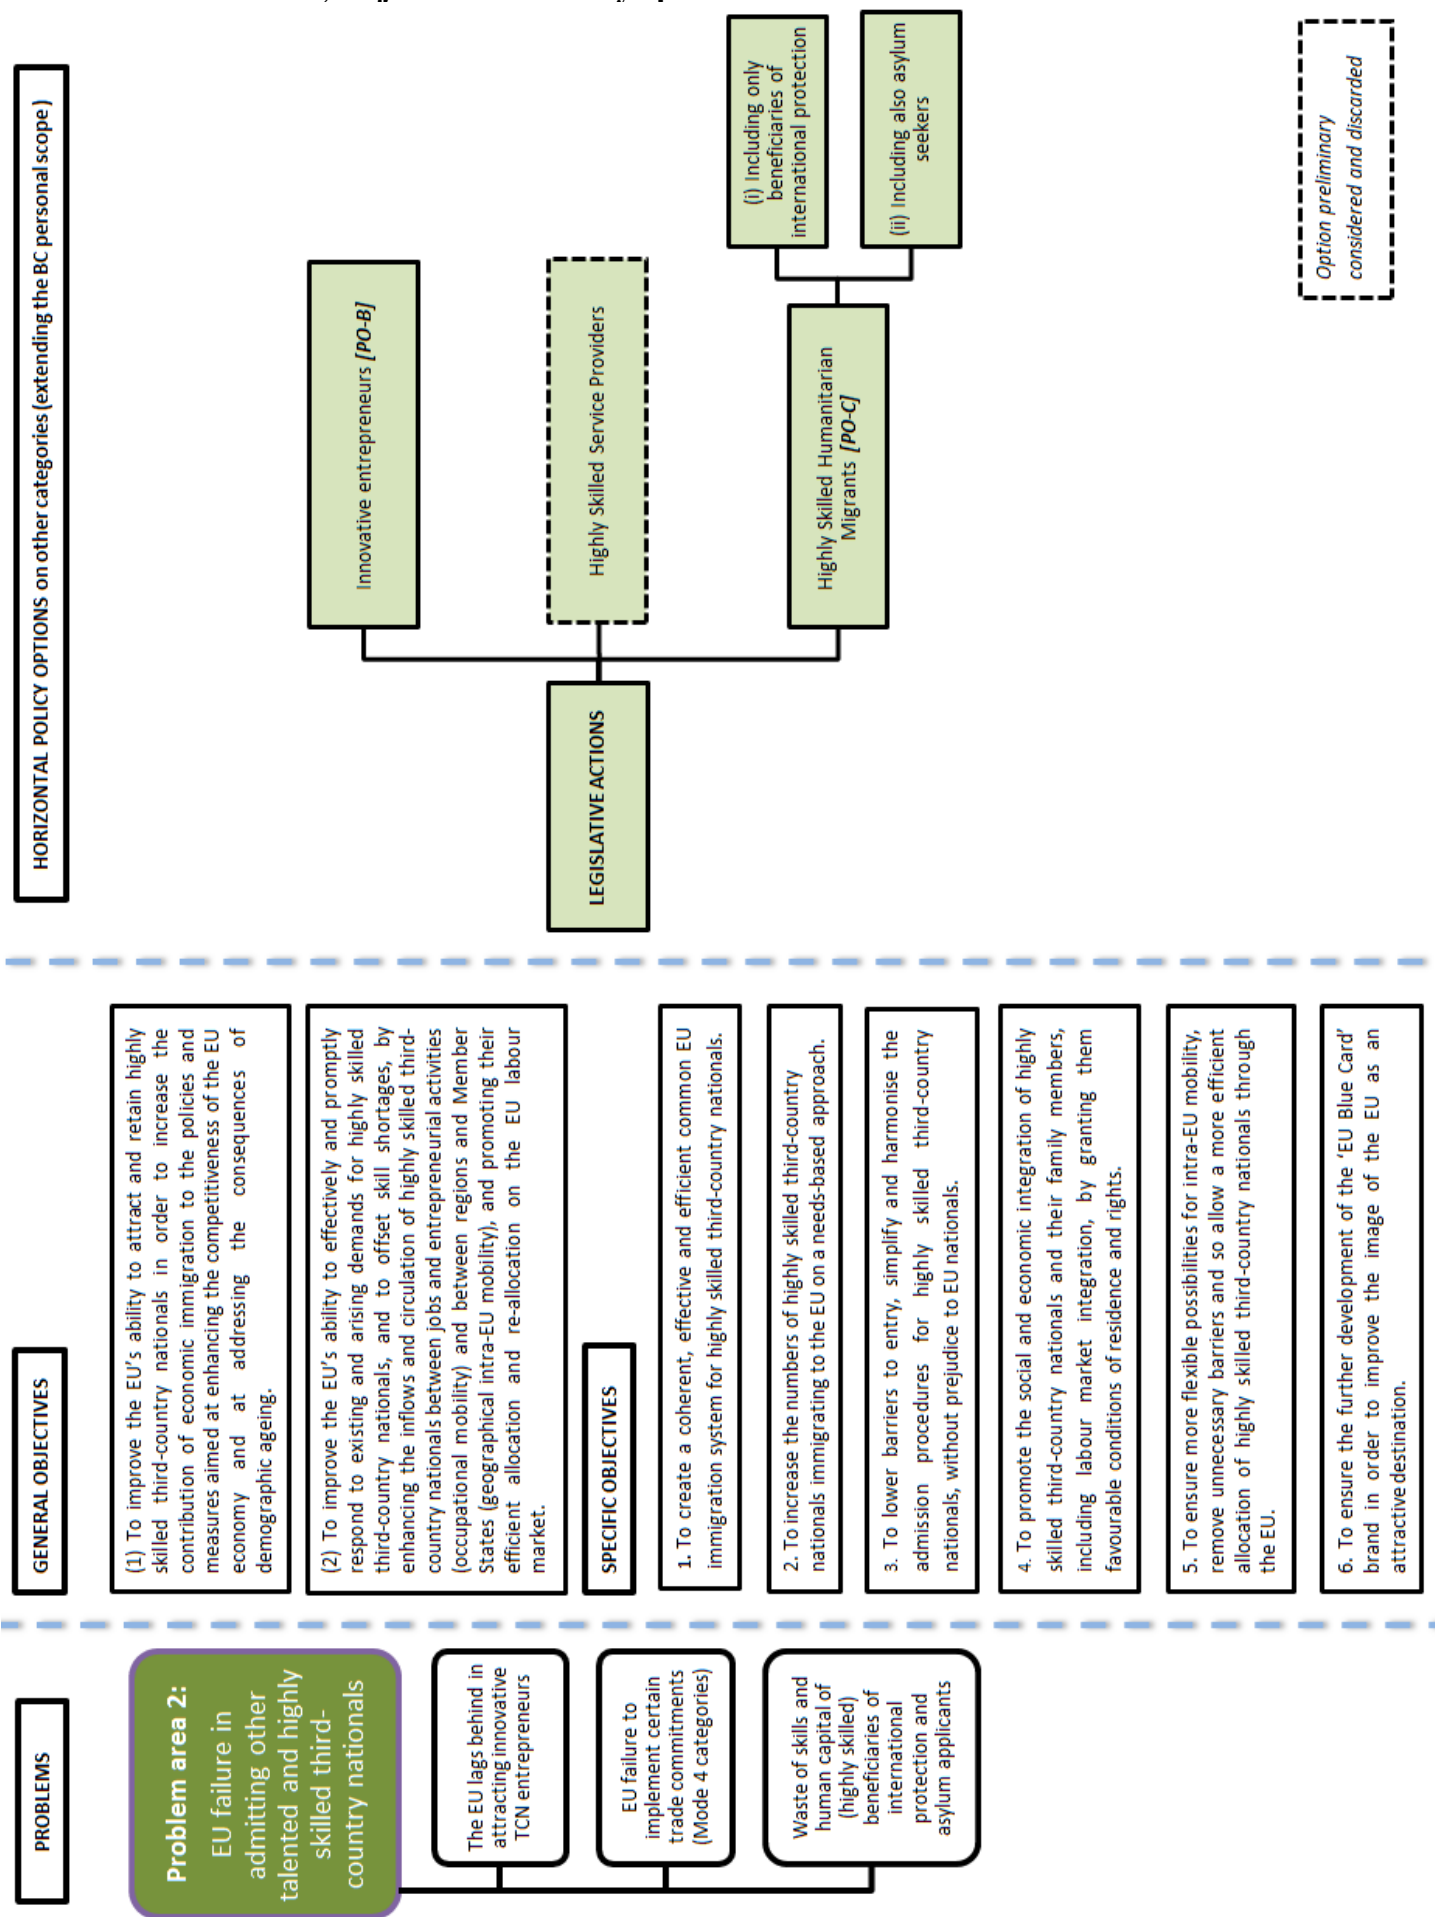 PROBLEMS
Problem area 2:
EU failure in
admitting other
talented and highly
skilled third-
country nationals
The EU lags behind in
attracting innovative
TCN entrepreneurs
EU failure to
implement certain
trade commitments
(Mode 4 categories)
Waste of skills and
human capital of
(highly skilled)
beneficiaries of
international
protection and
asylum applicants
GENERAL OBJECTIVES
(1) To improve the EU's ability to attract and retain highly
skilled third-country nationals in order to increase the
contribution of economic immigration to the policies and
measures aimed at enhancing the competitiveness of the EU
economy and at addressing the consequences of
demographic ageing.
(2) To improve the EU's ability to effectively and promptly
respond to existing and arising demands for highly skilled
third-country nationals, and to offset skill shortages, by
enhancing the inflows and circulation of highly skilled third-
country nationals between jobs and entrepreneurial activities
(occupational mobility) and between regions and Member
States (geographical intra-EU mobility), and promoting their
efficient allocation and re-allocation on the EU labour
market.
SPECIFIC OBJECTIVES
1. To create a coherent, effective and efficient common EU
immigration system for highly skilled third-country nationals.
2. To increase the numbers of highly skilled third-country
nationals immigrating to the EU on a needs-based approach.
3. To lower barriers to entry, simplify and harmonise the
admission procedures for highly skilled third-country
nationals, without prejudice to EU nationals.
4. To promote the social and economic integration of highly
skilled third-country nationals and their family members,
including labour market integration, by granting them
favourable conditions of residence and rights.
5. To ensure more flexible possibilities for intra-EU mobility,
remove unnecessary barriers and so allow a more efficient
allocation of highly skilled third-country nationals through
the EU.
6. To ensure the further development of the 'EU Blue Card'
brand in order to improve the image of the EU as an
attractive destination.
HORIZONTAL POLICY OPTIONS on other categories (extending the BC personal scope)
LEGISLATIVE ACTIONS
Innovative entrepreneurs [PO-B]
Highly Skilled Service Providers
Highly Skilled Humanitarian
Migrants [PO-C]
(i) Including only
beneficiaries of
international protection
(ii) Including also asylum
seekers
Option preliminary
considered and discarded